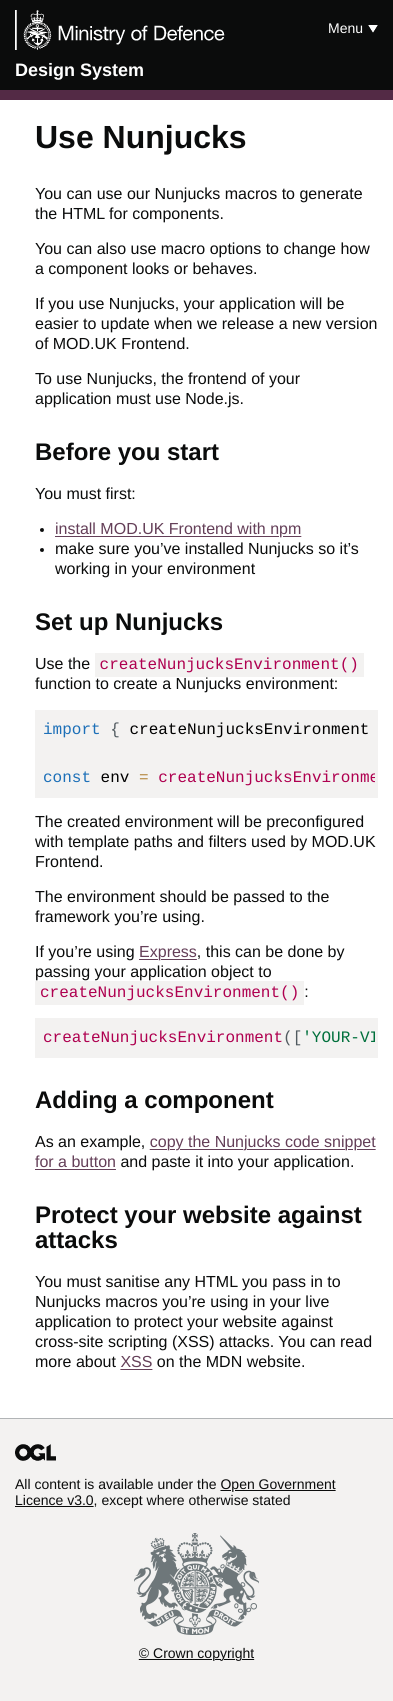 Ministry of Defence
Menu
Design System
Use Nunjucks
You can use our Nunjucks macros to generate
the HTML for components.
You can also use macro options to change how
a component looks or behaves.
If you use Nunjucks, your application will be
easier to update when we release a new version
of MOD.UK Frontend.
To use Nunjucks, the frontend of your
application must use Node.js.
Before you start
You must first:
• install MOD.UK Frontend with npm
• make sure you’ve installed Nunjucks so it’s
working in your environment
Set up Nunjucks
Use the createNunjucksEnvironment()
function to create a Nunjucks environment:
import { createNunjucksEnvironment
const env = createNunjucksEnvironme
The created environment will be preconfigured
with template paths and filters used by MOD.UK
Frontend.
The environment should be passed to the
framework you’re using.
If you’re using Express, this can be done by
passing your application object to
createNunjucksEnvironment():
createNunjucksEnvironment(['YOUR-VI
Adding a component
As an example, copy the Nunjucks code snippet
for a button and paste it into your application.
Protect your website against
attacks
You must sanitise any HTML you pass in to
Nunjucks macros you’re using in your live
application to protect your website against
cross-site scripting (XSS) attacks. You can read
more about XSS on the MDN website.
OGL
All content is available under the Open Government
Licence v3.0, except where otherwise stated
DIEU ET MON DROIT
© Crown copyright